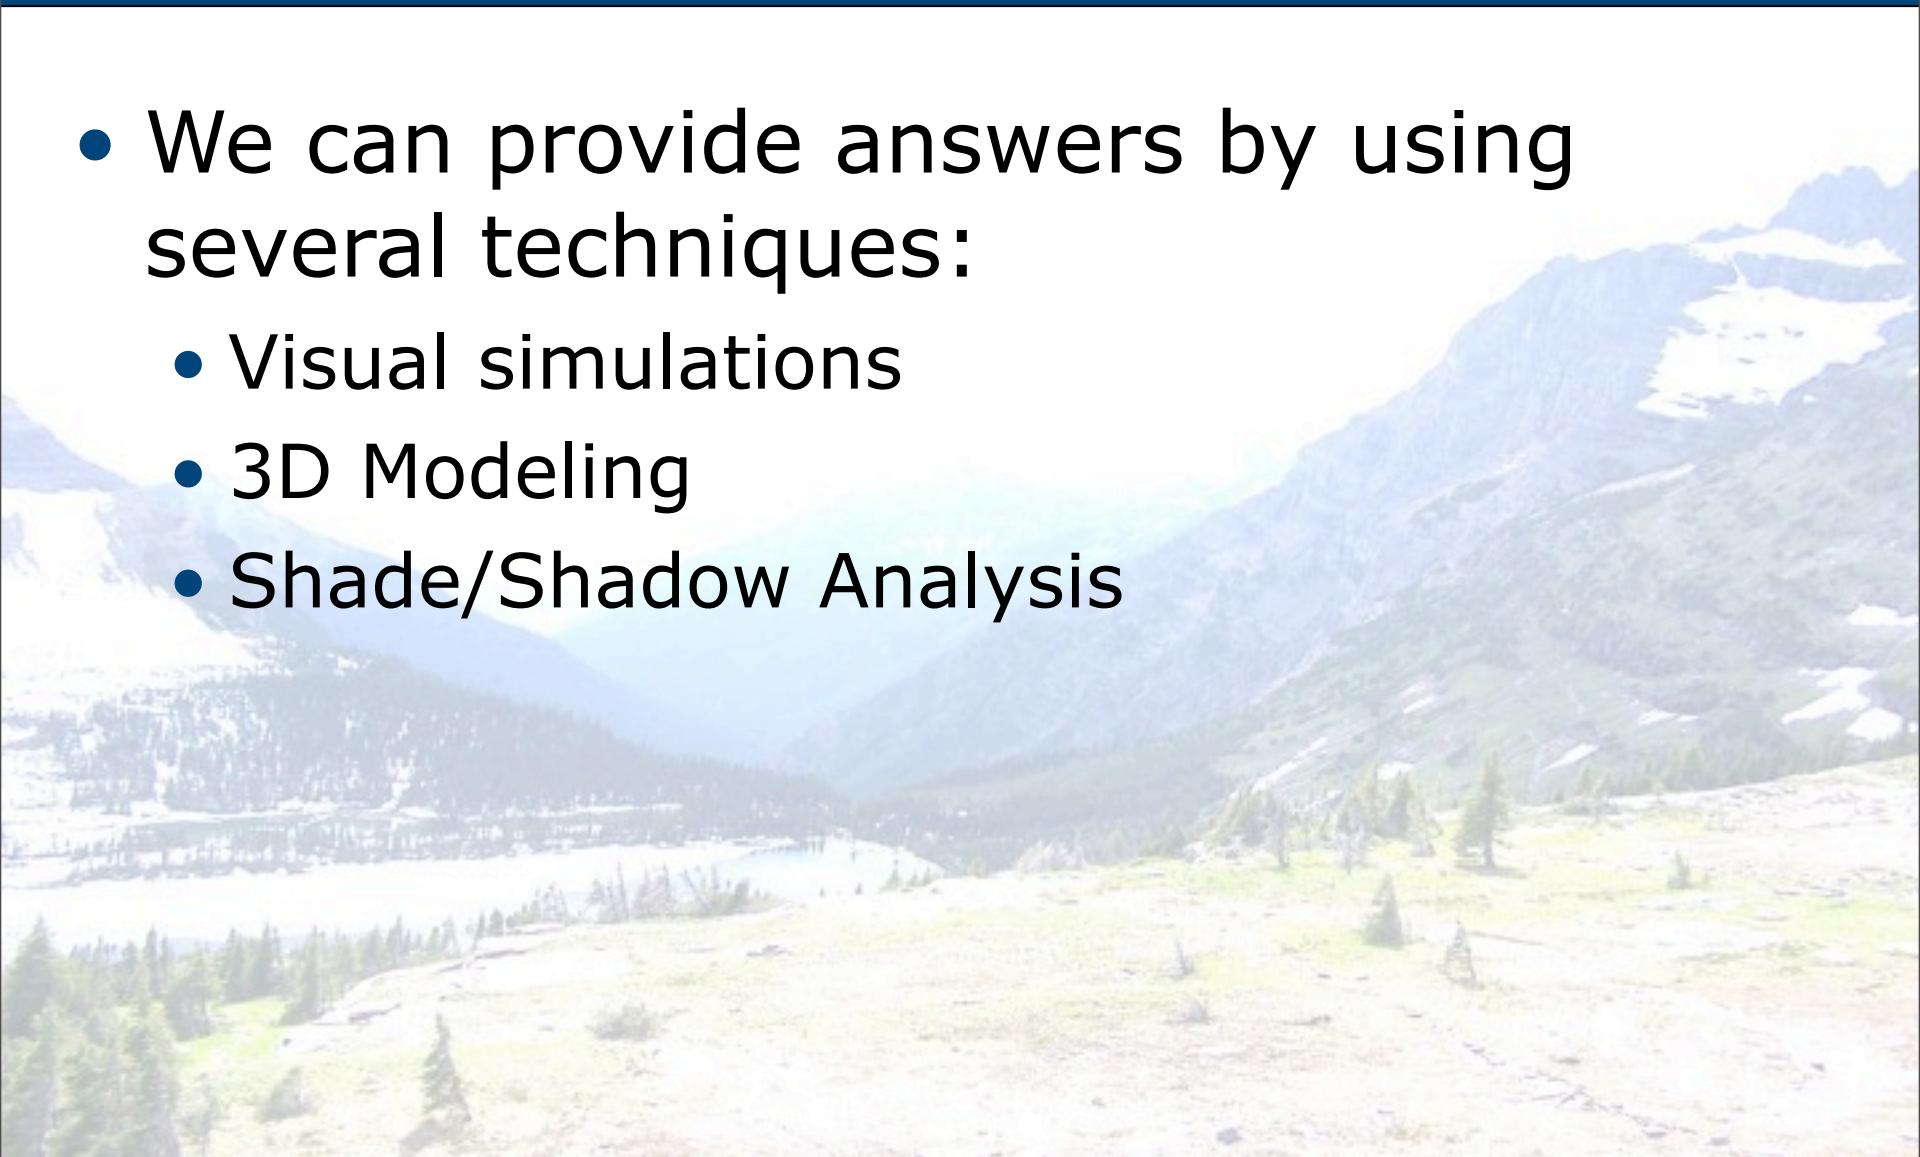 • We can provide answers by using
several techniques:
• Visual simulations
• 3D Modeling
• Shade/Shadow Analysis